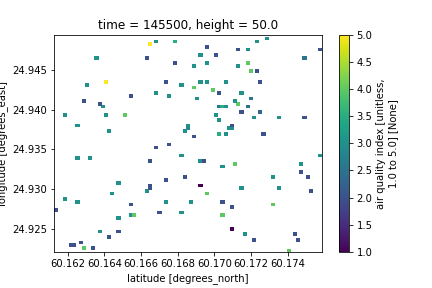 time = 145500, height = 50.0
24.945
24.940
24.935
24.930
24.925
longitude [degrees_east]
60.162 60.164 60.166 60.168 60.170 60.172 60.174
latitude [degrees_north]
5.0
4.5
4.0
3.5
3.0
2.5
2.0
1.5
1.0
air quality index [unitless,
1.0 to 5.0] [None]